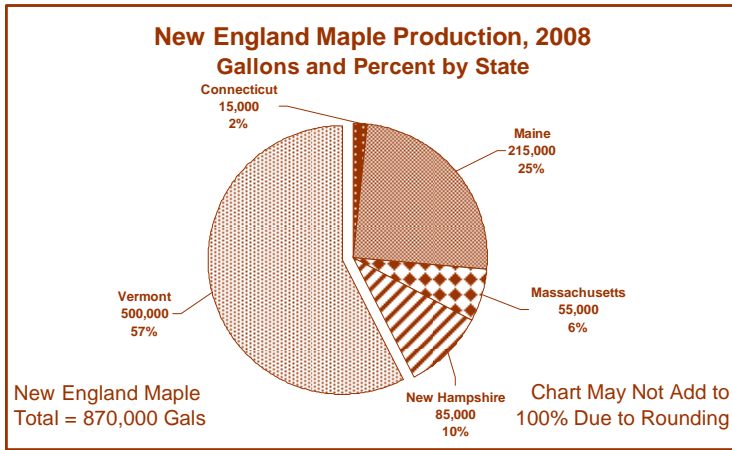 New England Maple Production, 2008
Gallons and Percent by State
Connecticut
15,000
2%
Maine
215,000
25%
Massachusetts
55,000
6%
New Hampshire
85,000
10%
Vermont
500,000
57%
New England Maple
Total = 870,000 Gals
Chart May Not Add to
100% Due to Rounding